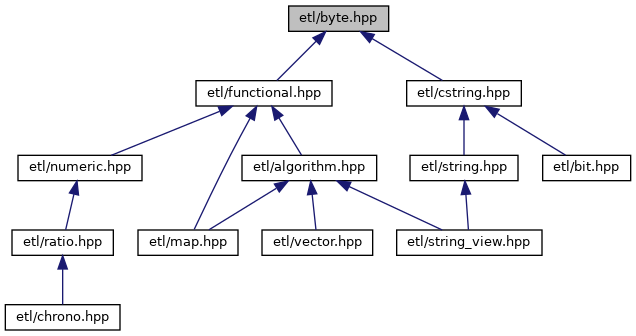 etl/byte.hpp
etl/functional.hpp
etl/cstring.hpp
etl/numeric.hpp
etl/algorithm.hpp
etl/string.hpp
etl/bit.hpp
etl/ratio.hpp
etl/map.hpp
etl/vector.hpp
etl/string_view.hpp
etl/chrono.hpp